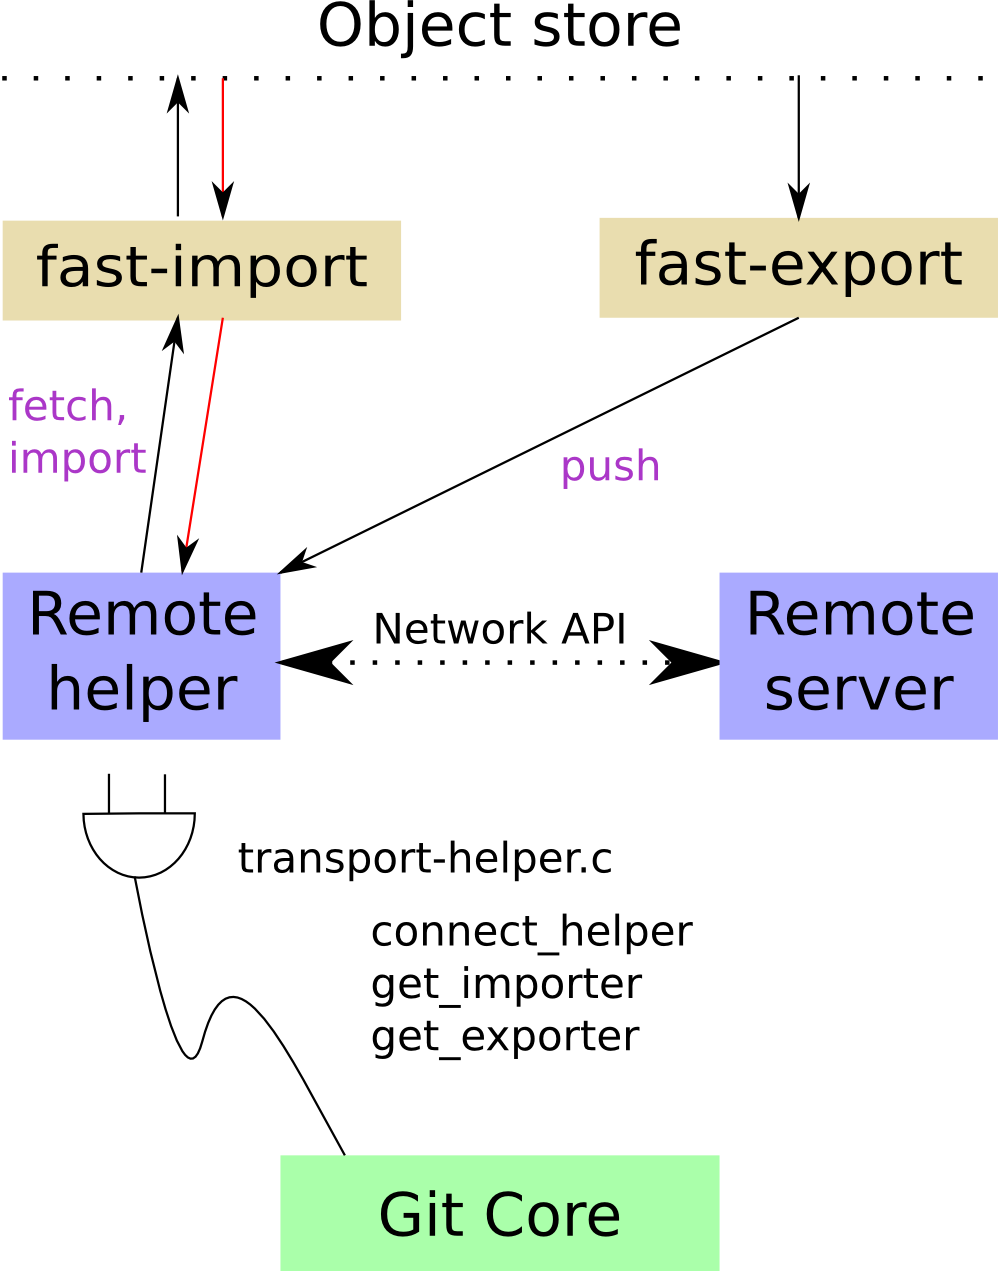 Object store
fast-import
fast-export
fetch,
import
push
Remote
helper
Network API
Remote
server
transport-helper.c
connect_helper
get_importer
get_exporter
Git Core